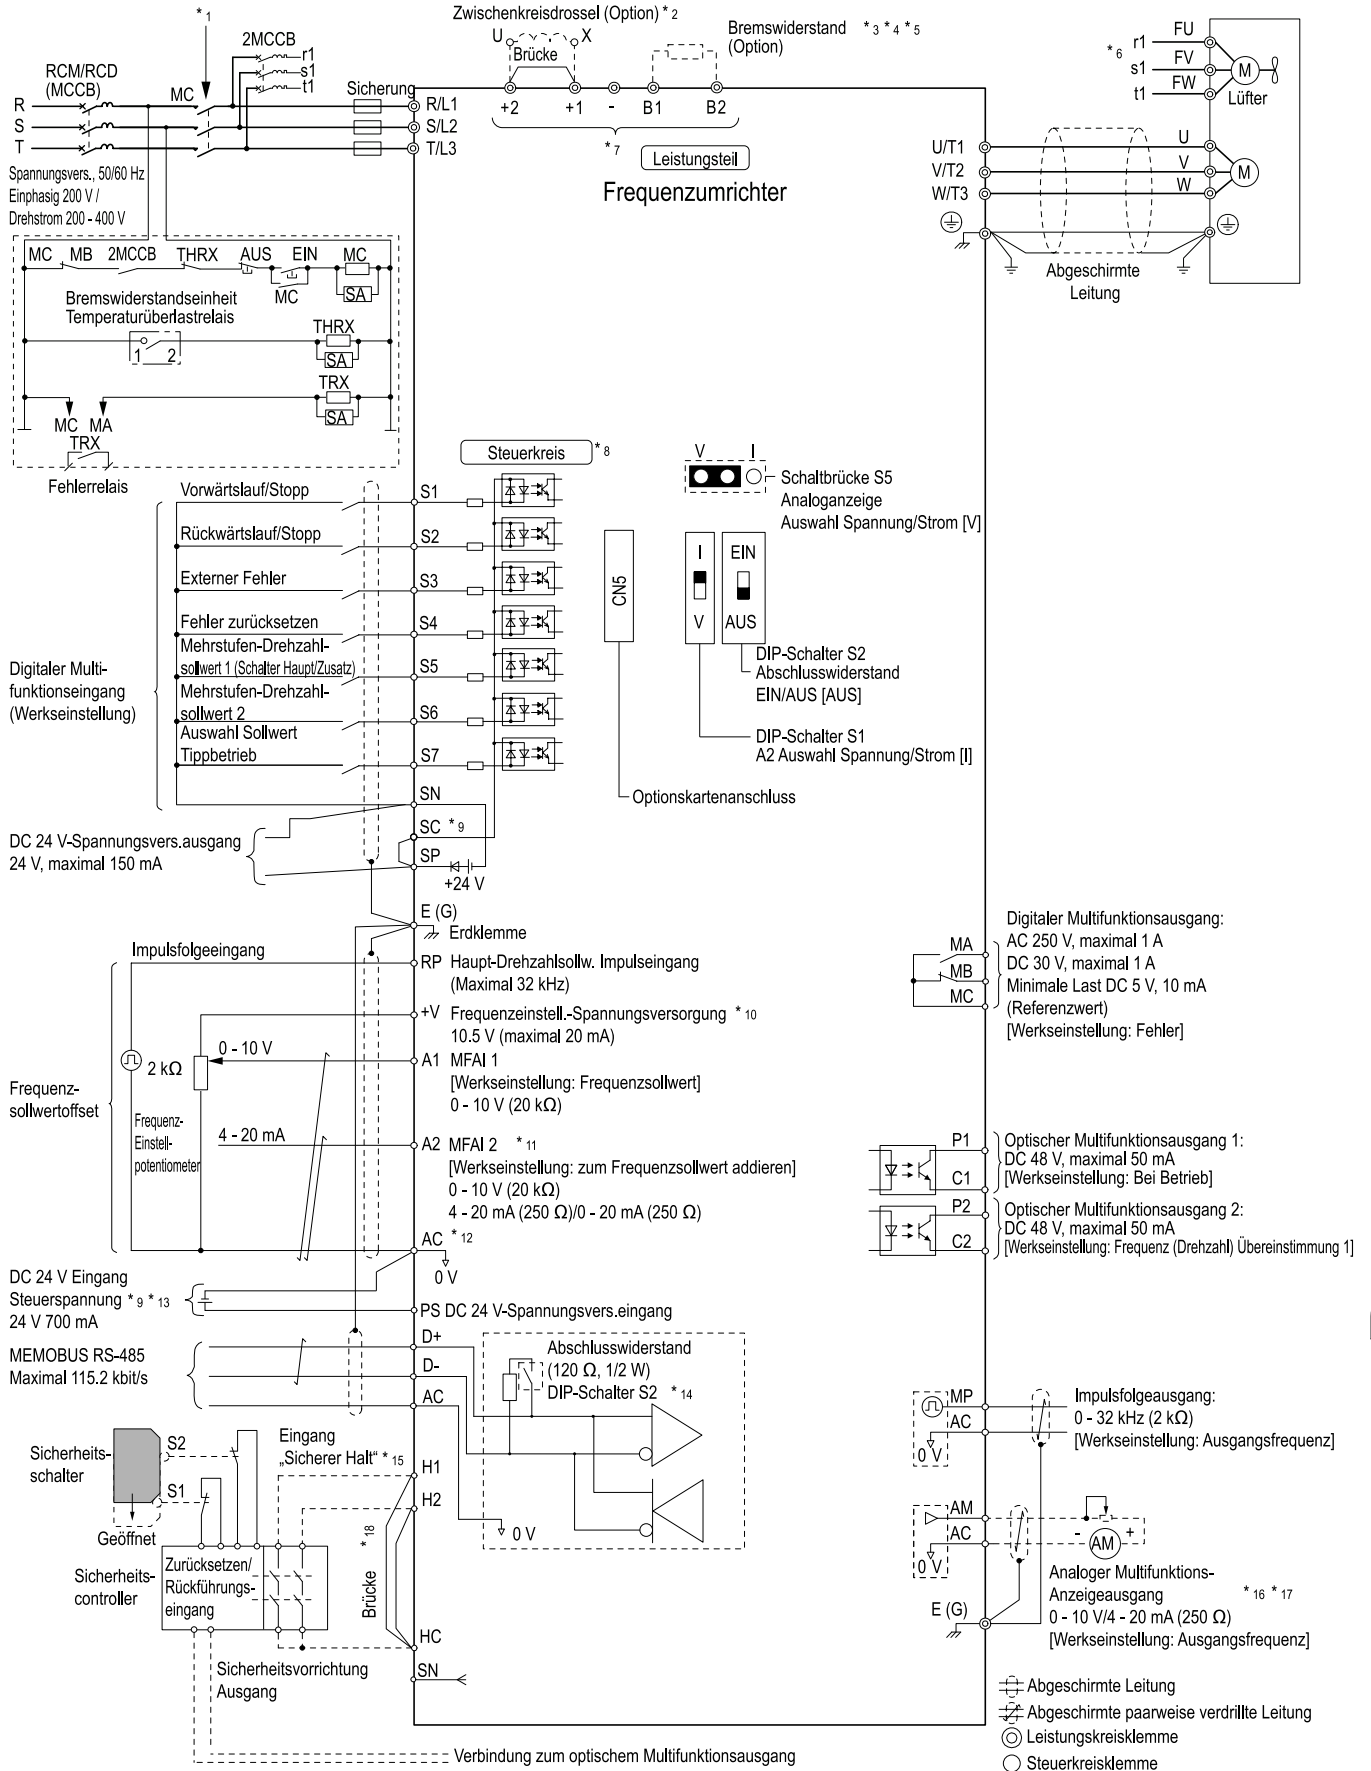 * 1
Zwischenkreisdrossel (Option) * 2
U X
Brücke
Bremswiderstand * 3 * 4 * 5
(Option)
2MCCB
r1
s1
t1
RCM/RCD
(MCCB)
MC
Sicherung
R
S
T
R/L1
S/L2
T/L3
+2 +1 - B1 B2
* 7
Leistungsteil
Frequenzumrichter
* 6
r1 FU
s1 FV
t1 FW
M
Lüfter
U/T1 U
V/T2 V
W/T3 W
M
Abgeschirmte
Leitung
Spannungsvers., 50/60 Hz
Einphasig 200 V /
Drehstrom 200 - 400 V
MC MB 2MCCB THRX AUS EIN MC
MC
SA
Bremswiderstandseinheit
Temperaturüberlastrelais
1 2
THRX
SA
TRX
SA
MC MA
TRX
Fehlerrelais
Steuerkreis * 8
V I
Schaltbrücke S5
Analoganzeige
Auswahl Spannung/Strom [V]
CN5
I
V
EIN
AUS
DIP-Schalter S2
Abschlusswiderstand
EIN/AUS [AUS]
DIP-Schalter S1
A2 Auswahl Spannung/Strom [I]
Optionskartenanschluss
Digitaler Multi-
funktionseingang
(Werkseinstellung)
Vorwärtslauf/Stopp S1
Rückwärtslauf/Stopp S2
Externer Fehler S3
Fehler zurücksetzen S4
Mehrstufen-Drehzahl-
sollwert 1 (Schalter Haupt/Zusatz) S5
Mehrstufen-Drehzahl-
sollwert 2 S6
Auswahl Sollwert
Tippbetrieb S7
SN
SC * 9
SP
+24 V
DC 24 V-Spannungsvers.ausgang
24 V, maximal 150 mA
E (G)
Erdklemme
Impulsfolgeeingang
RP Haupt-Drehzahlsollw. Impulseingang
(Maximal 32 kHz)
+V Frequenzeinstell.-Spannungsversorgung * 10
10.5 V (maximal 20 mA)
0 - 10 V
2 kΩ
A1 MFAI 1
[Werkseinstellung: Frequenzsollwert]
0 - 10 V (20 kΩ)
Frequenz-
sollwertoffset
Frequenz-
Einstell-
potentiometer
4 - 20 mA
A2 MFAI 2 * 11
[Werkseinstellung: zum Frequenzsollwert addieren]
0 - 10 V (20 kΩ)
4 - 20 mA (250 Ω)/0 - 20 mA (250 Ω)
AC * 12
0 V
DC 24 V Eingang
Steuerspannung * 9 * 13
24 V 700 mA
PS DC 24 V-Spannungsvers.eingang
MEMOBUS RS-485
Maximal 115.2 kbit/s
D+
D-
AC
Abschlusswiderstand
(120 Ω, 1/2 W)
DIP-Schalter S2 * 14
0 V
Digitaler Multifunktionsausgang:
AC 250 V, maximal 1 A
DC 30 V, maximal 1 A
Minimale Last DC 5 V, 10 mA
(Referenzwert)
[Werkseinstellung: Fehler]
MA
MB
MC
P1
C1
Optischer Multifunktionsausgang 1:
DC 48 V, maximal 50 mA
[Werkseinstellung: Bei Betrieb]
P2
C2
Optischer Multifunktionsausgang 2:
DC 48 V, maximal 50 mA
[Werkseinstellung: Frequenz (Drehzahl) Übereinstimmung 1]
MP
AC
0 V
Impulsfolgeausgang:
0 - 32 kHz (2 kΩ)
[Werkseinstellung: Ausgangsfrequenz]
AM
AC
0 V
- AM +
Analoger Multifunktions-
Anzeigeausgang * 16 * 17
0 - 10 V/4 - 20 mA (250 Ω)
[Werkseinstellung: Ausgangsfrequenz]
E (G)
Sicherheits-
schalter
S2
S1
Geöffnet
Eingang
„Sicherer Halt“ * 15
H1
H2
* 18
Brücke
HC
SN
Sicherheits-
controller
Zurücksetzen/
Rückführungs-
eingang
Sicherheitsvorrichtung
Ausgang
Verbindung zum optischem Multifunktionsausgang
Abgeschirmte Leitung
Abgeschirmte paarweise verdrillte Leitung
Leistungskreisklemme
Steuerkreisklemme